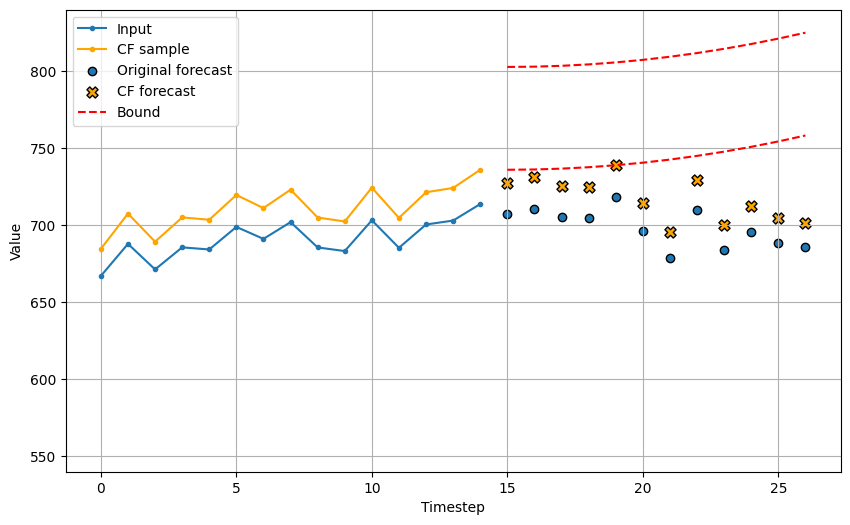 Input
CF sample
Original forecast
CF forecast
Bound
800
750
700
650
600
550
Value
0 5 10 15 20 25
Timestep